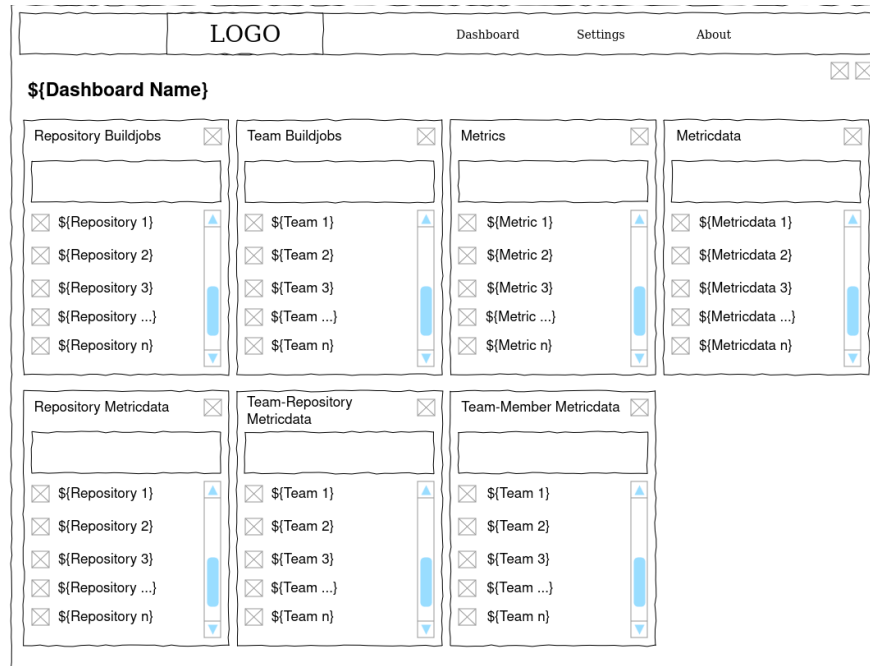 LOGO
Dashboard
Settings
About
${Dashboard Name}
Repository Buildjobs
${Repository 1}
${Repository 2}
${Repository 3}
${Repository ...}
${Repository n}
Team Buildjobs
${Team 1}
${Team 2}
${Team 3}
${Team ...}
${Team n}
Metrics
${Metric 1}
${Metric 2}
${Metric 3}
${Metric ...}
${Metric n}
Metricdata
${Metricdata 1}
${Metricdata 2}
${Metricdata 3}
${Metricdata ...}
${Metricdata n}
Repository Metricdata
${Repository 1}
${Repository 2}
${Repository 3}
${Repository ...}
${Repository n}
Team-Repository
Metricdata
${Team 1}
${Team 2}
${Team 3}
${Team ...}
${Team n}
Team-Member Metricdata
${Team 1}
${Team 2}
${Team 3}
${Team ...}
${Team n}